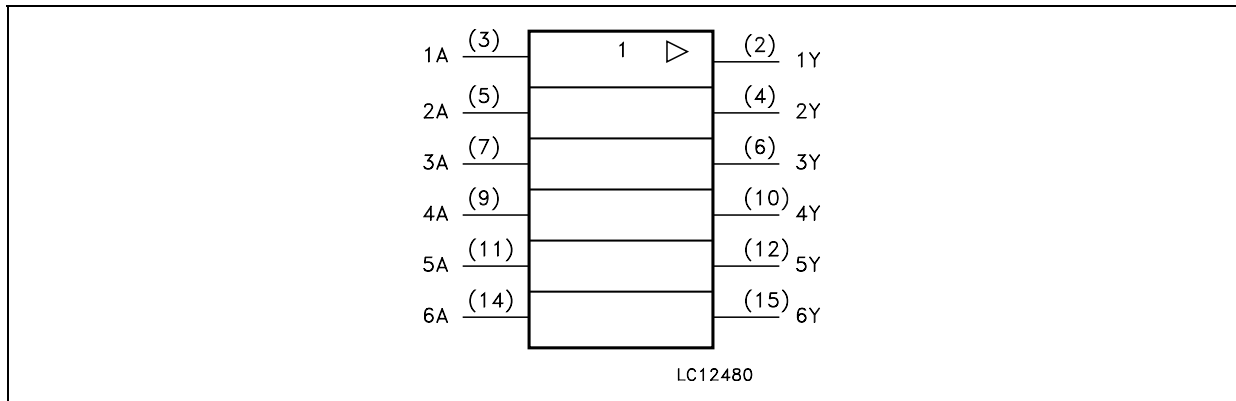 1A (3) 1 (2) 1Y
2A (5) (4) 2Y
3A (7) (6) 3Y
4A (9) (10) 4Y
5A (11) (12) 5Y
6A (14) (15) 6Y
LC12480